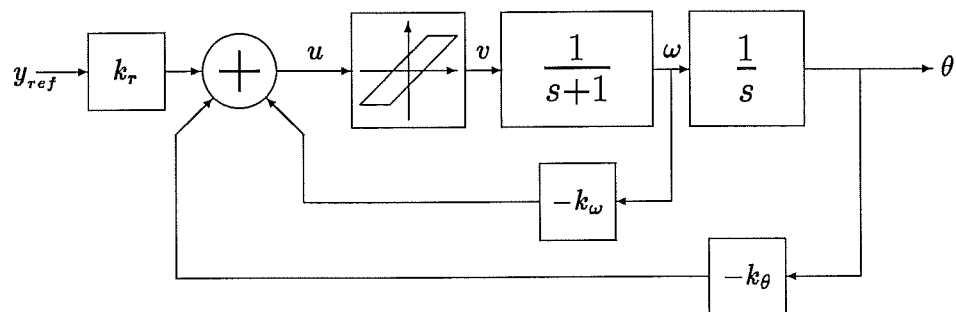 y_ref k_r + u v 1/(s+1) ω 1/s θ
−k_ω
−k_θ